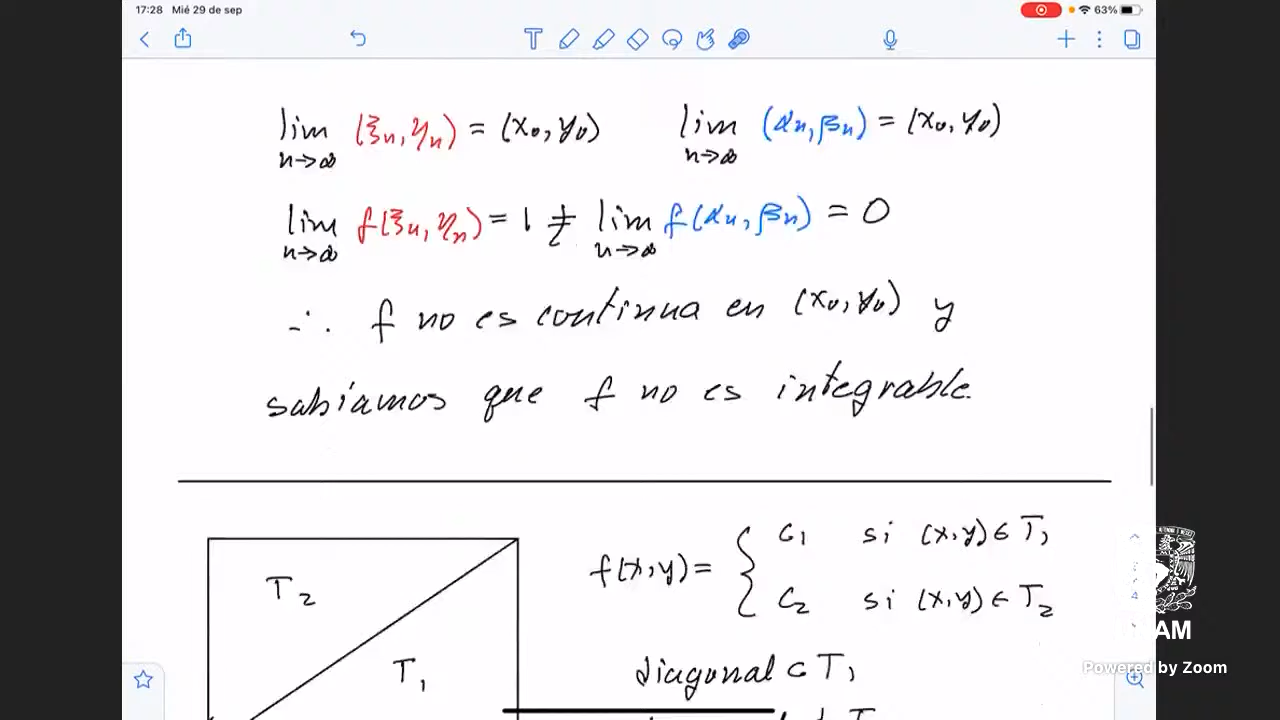 17:28 Mié 29 de sep
63%
lim n→∞ (ξn, ηn) = (x0, y0) lim n→∞ (αn, βn) = (x0, y0)
lim n→∞ f(ξn, ηn) = 1 ≠ lim n→∞ f(αn, βn) = 0
∴ f no es continua en (x0, y0) y
sabíamos que f no es integrable.
T2
T1
f(x,y) = { C1 si (x,y) ∈ T1
C2 si (x,y) ∈ T2
diagonal ⊂ T1
Powered by Zoom